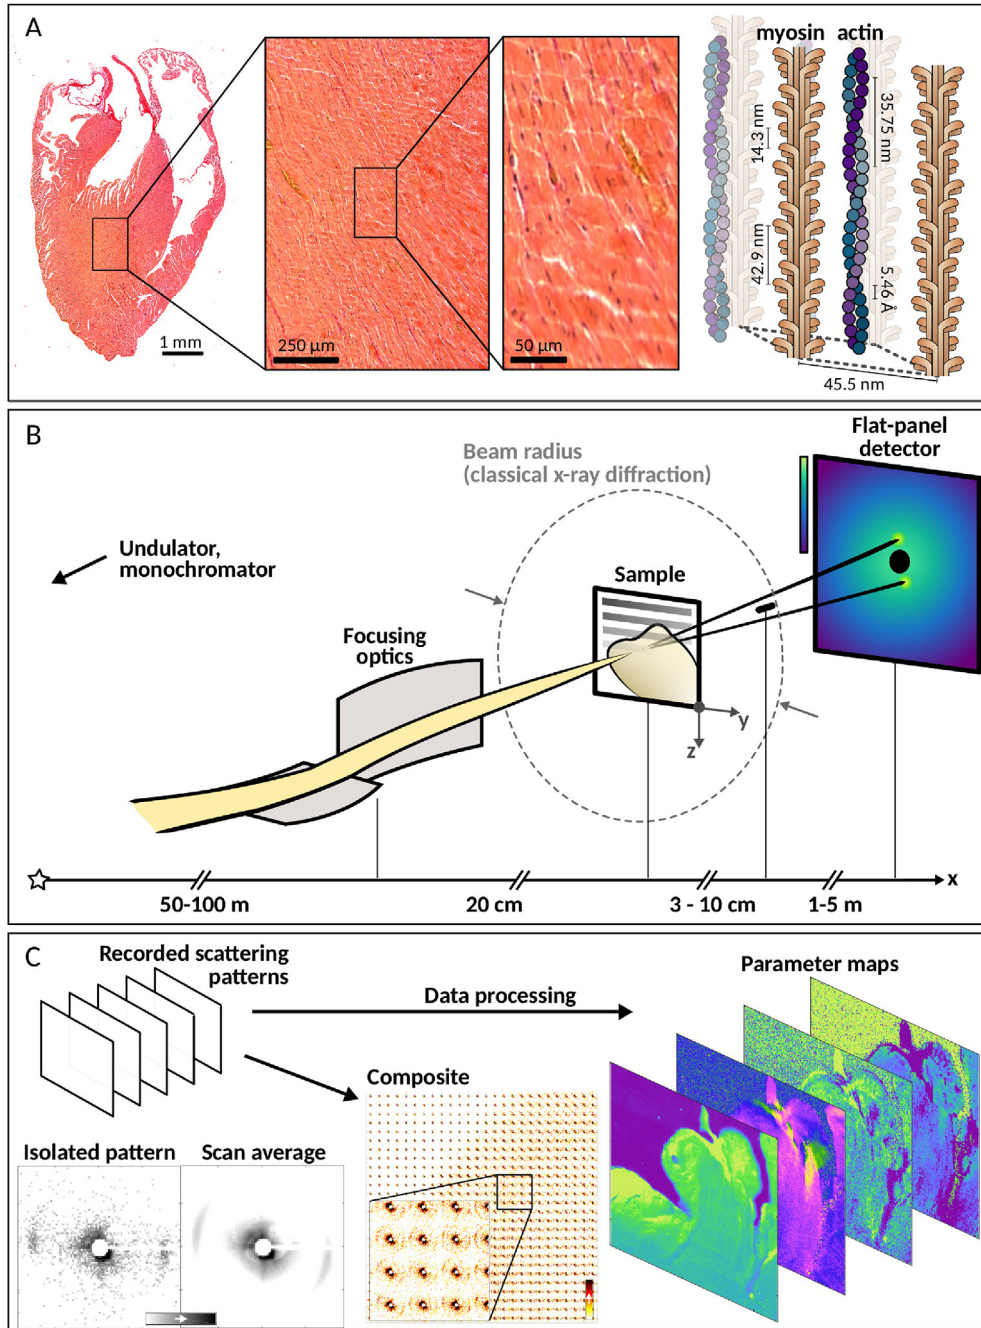 A
myosin actin
35.75 nm
14.3 nm
42.9 nm
5.46 Å
1 mm
250 µm
50 µm
45.5 nm
B
Flat-panel
detector
Beam radius
(classical x-ray diffraction)
Undulator,
monochromator
Sample
Focusing
optics
y
z
x
50-100 m
20 cm
3 - 10 cm
1-5 m
C
Recorded scattering
patterns
Parameter maps
Data processing
Composite
Isolated pattern
Scan average